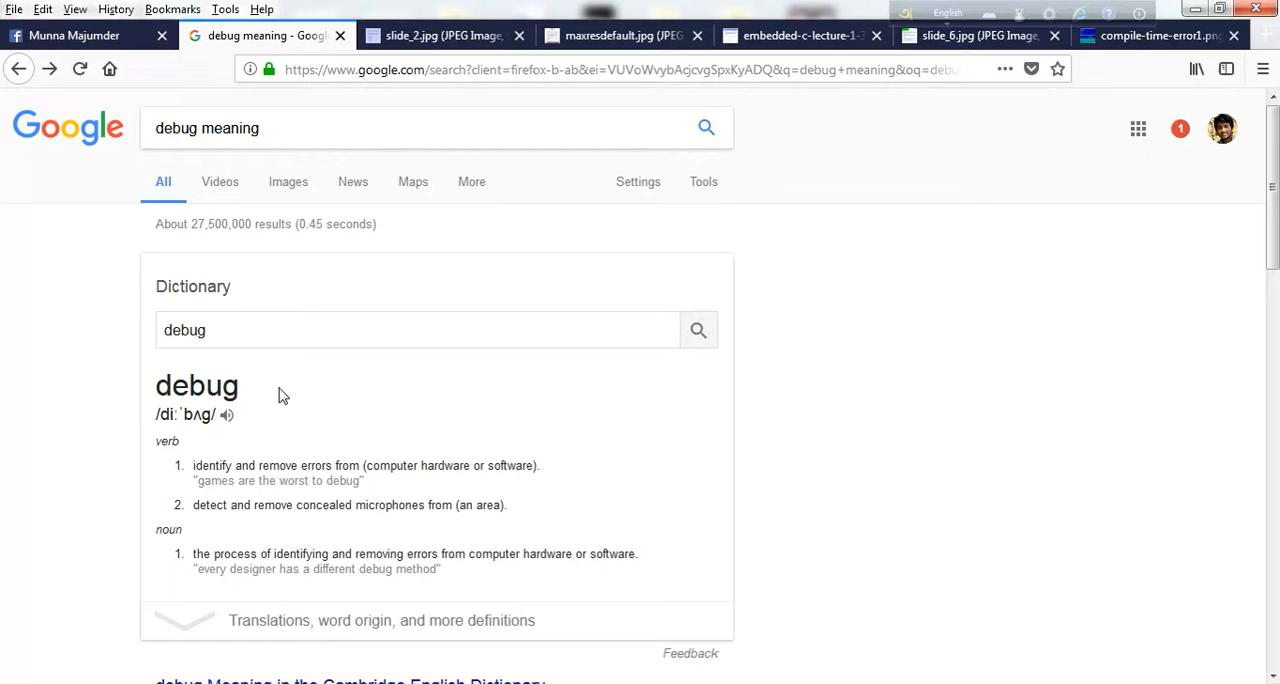 File Edit View History Bookmarks Tools Help
English
Munna Majumder
debug meaning - Googl
slide_2.jpg (JPEG Image,
maxresdefault.jpg (JPEG
embedded-c-lecture-1-3
slide_6.jpg (JPEG Image,
compile-time-error1.png
https://www.google.com/search?client=firefox-b-ab&ei=VUVoWvybAcjcvgSpxKyADQ&q=debug+meaning&oq=debu
Google
debug meaning
1
All Videos Images News Maps More Settings Tools
About 27,500,000 results (0.45 seconds)
Dictionary
debug
debug
/diːˈbʌɡ/
verb
1. identify and remove errors from (computer hardware or software).
"games are the worst to debug"
2. detect and remove concealed microphones from (an area).
noun
1. the process of identifying and removing errors from computer hardware or software.
"every designer has a different debug method"
Translations, word origin, and more definitions
Feedback
debug Meaning in the Cambridge English Dictionary